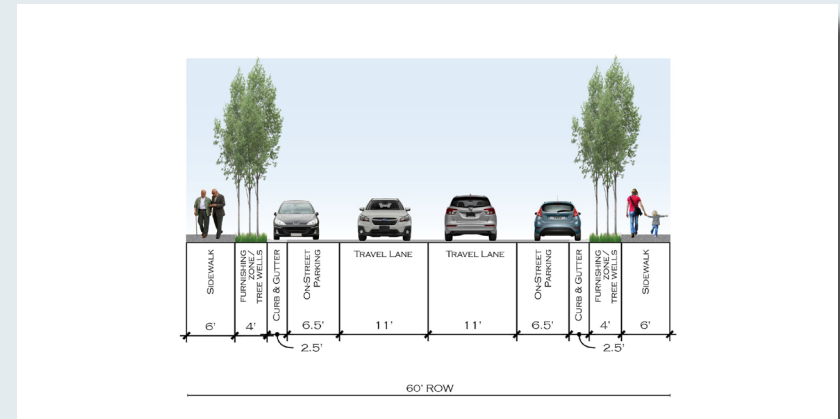 SIDEWALK
FURNISHING
ZONE/
TREE WELLS
CURB & GUTTER
ON-STREET
PARKING
TRAVEL LANE
TRAVEL LANE
ON-STREET
PARKING
CURB & GUTTER
FURNISHING
ZONE/
TREE WELLS
SIDEWALK
6'
4'
6.5'
11'
11'
6.5'
4'
6'
2.5'
2.5'
60' ROW